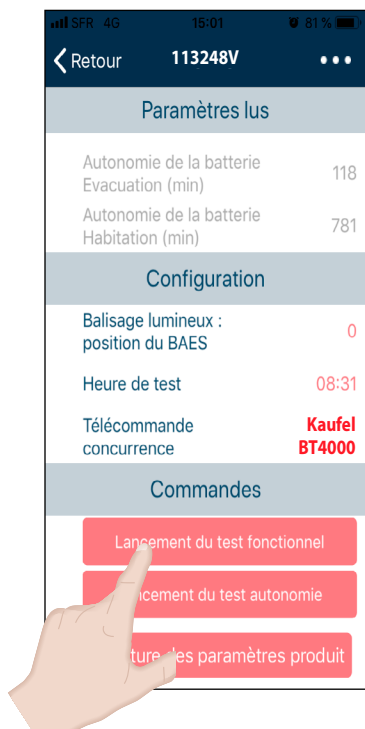 SFR 4G 15:01 81 %
Retour 113248V
Paramètres lus
Autonomie de la batterie
Evacuation (min) 118
Autonomie de la batterie
Habitation (min) 781
Configuration
Balisage lumineux :
position du BAES 0
Heure de test 08:31
Télécommande Kaufel
concurrence BT4000
Commandes
Lancement du test fonctionnel
cement du test autonomie
ture des paramètres produit